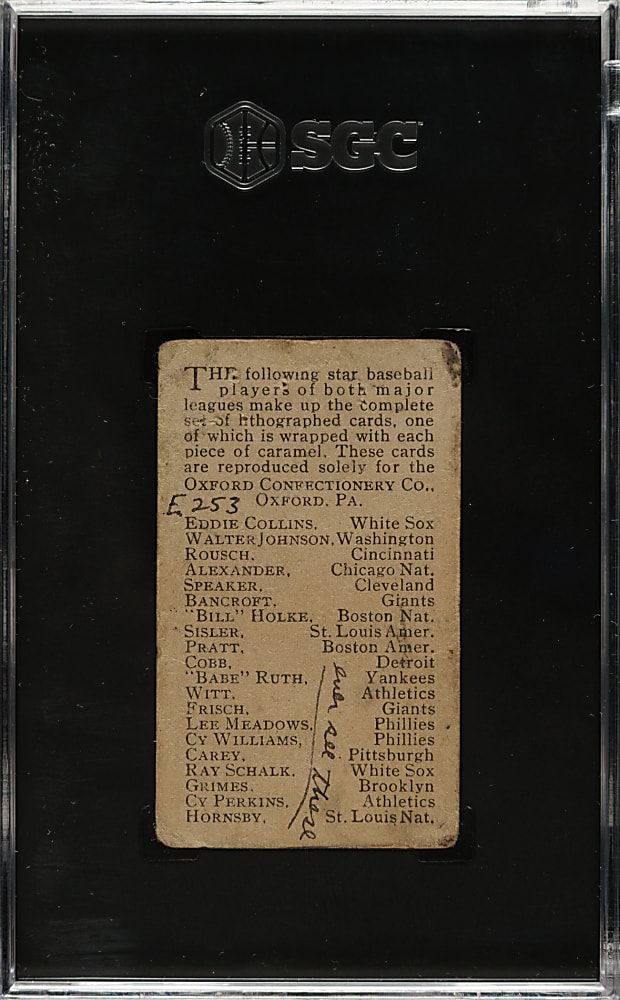 SGC
THE following star baseball
players of both major
leagues make up the complete
set of lithographed cards, one
of which is wrapped with each
piece of caramel. These cards
are reproduced solely for the
OXFORD CONFECTIONERY CO.,
E.253 OXFORD, PA.
EDDIE COLLINS, White Sox
WALTER JOHNSON, Washington
ROUSCH, Cincinnati
ALEXANDER, Chicago Nat.
SPEAKER, Cleveland
BANCROFT, Giants
"BILL" HOLKE, Boston Nat.
SISLER, St. Louis Amer.
PRATT, Boston Amer.
COBB, Detroit
"BABE" RUTH, Yankees
WITT, Athletics
FRISCH, Giants
LEE MEADOWS, Phillies
CY WILLIAMS, Phillies
CAREY, Pittsburgh
RAY SCHALK, White Sox
GRIMES, Brooklyn
CY PERKINS, Athletics
HORNSBY, St. Louis Nat.
ever see these